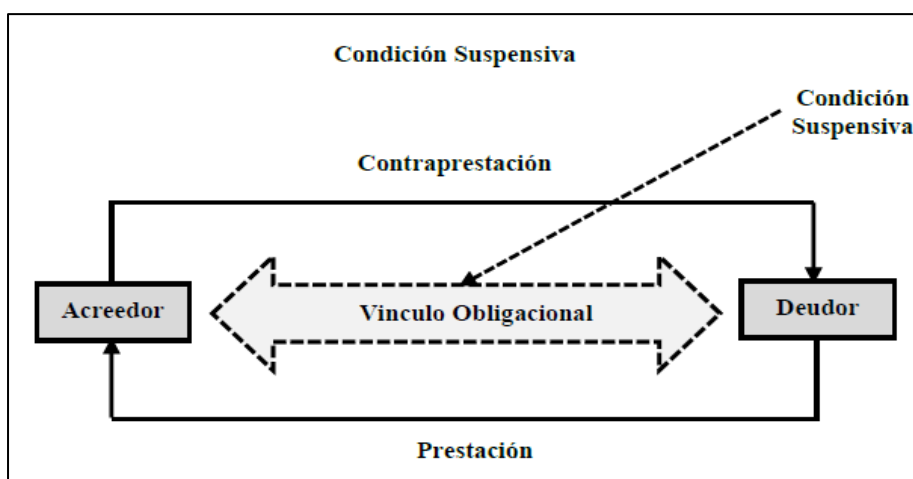 Condición Suspensiva
Condición
Suspensiva
Contraprestación
Acreedor
Vinculo Obligacional
Deudor
Prestación